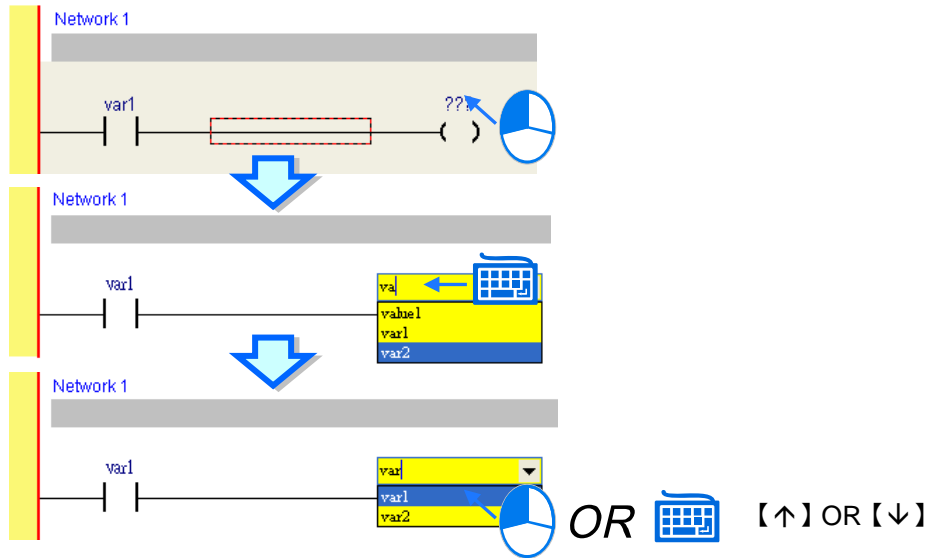 Network 1
var1 ???
Network 1
var1 va
value1
var1
var2
Network 1
var1 var
var1
var2
OR 【↑】OR【↓】